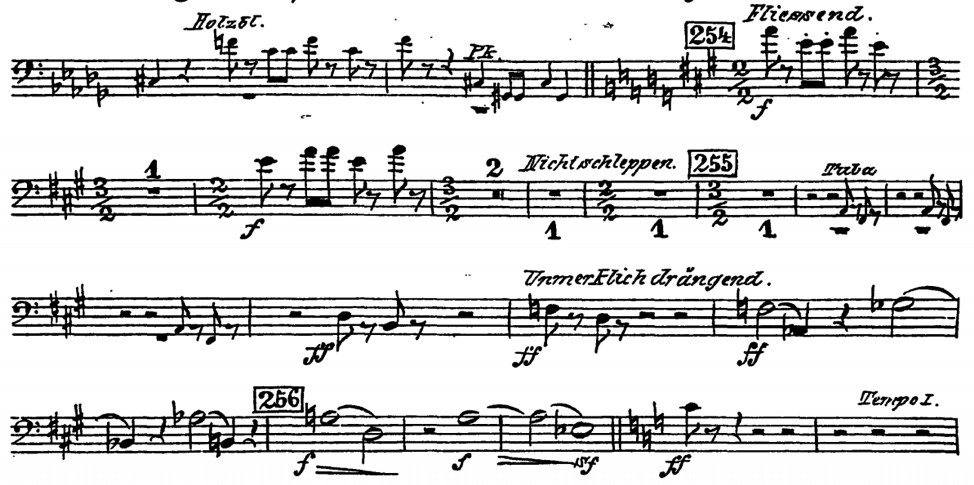 Holzbl. Fliessend.
Pk. 254
f
1 2 Nicht schleppen. 255 Tuba
f 1 1 1
Unmerklich drängend.
ff ff ff
256 Tempo I.
f f sf ff